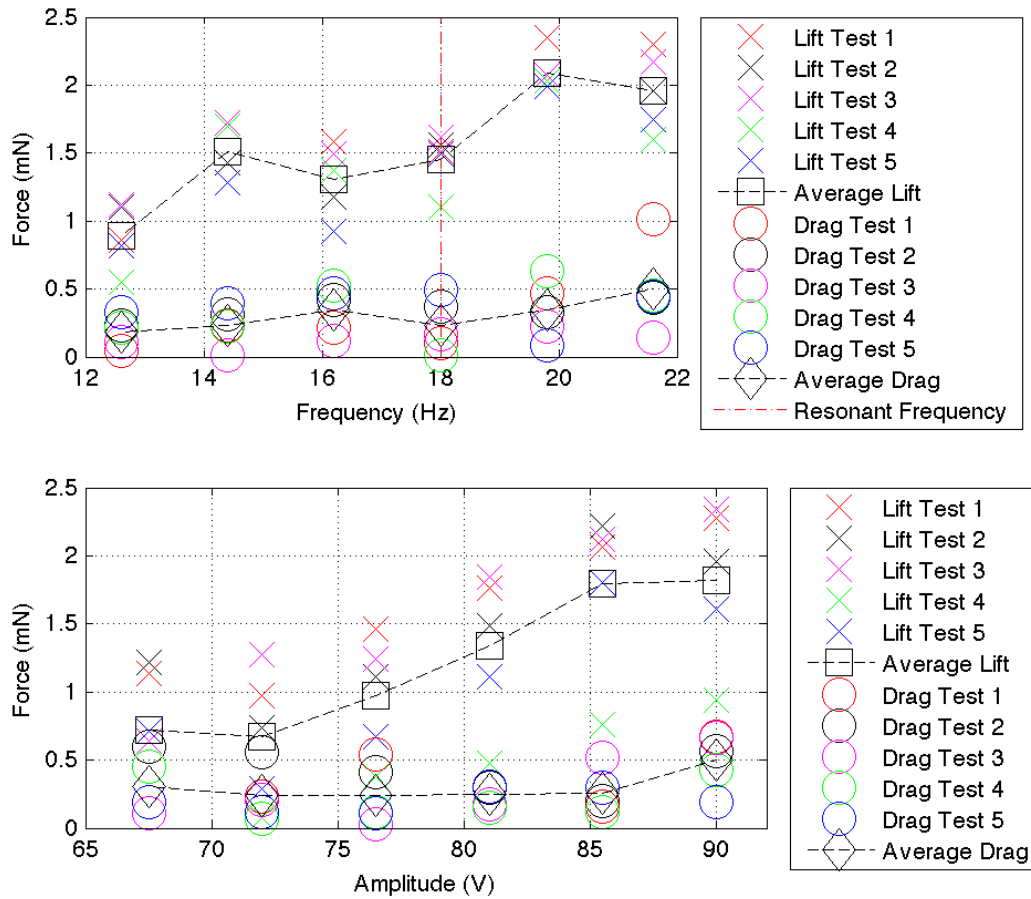 2.5
2
1.5
1
0.5
0
Force (mN)
12
14
16
18
20
22
Frequency (Hz)
Lift Test 1
Lift Test 2
Lift Test 3
Lift Test 4
Lift Test 5
Average Lift
Drag Test 1
Drag Test 2
Drag Test 3
Drag Test 4
Drag Test 5
Average Drag
Resonant Frequency
2.5
2
1.5
1
0.5
0
Force (mN)
65
70
75
80
85
90
Amplitude (V)
Lift Test 1
Lift Test 2
Lift Test 3
Lift Test 4
Lift Test 5
Average Lift
Drag Test 1
Drag Test 2
Drag Test 3
Drag Test 4
Drag Test 5
Average Drag